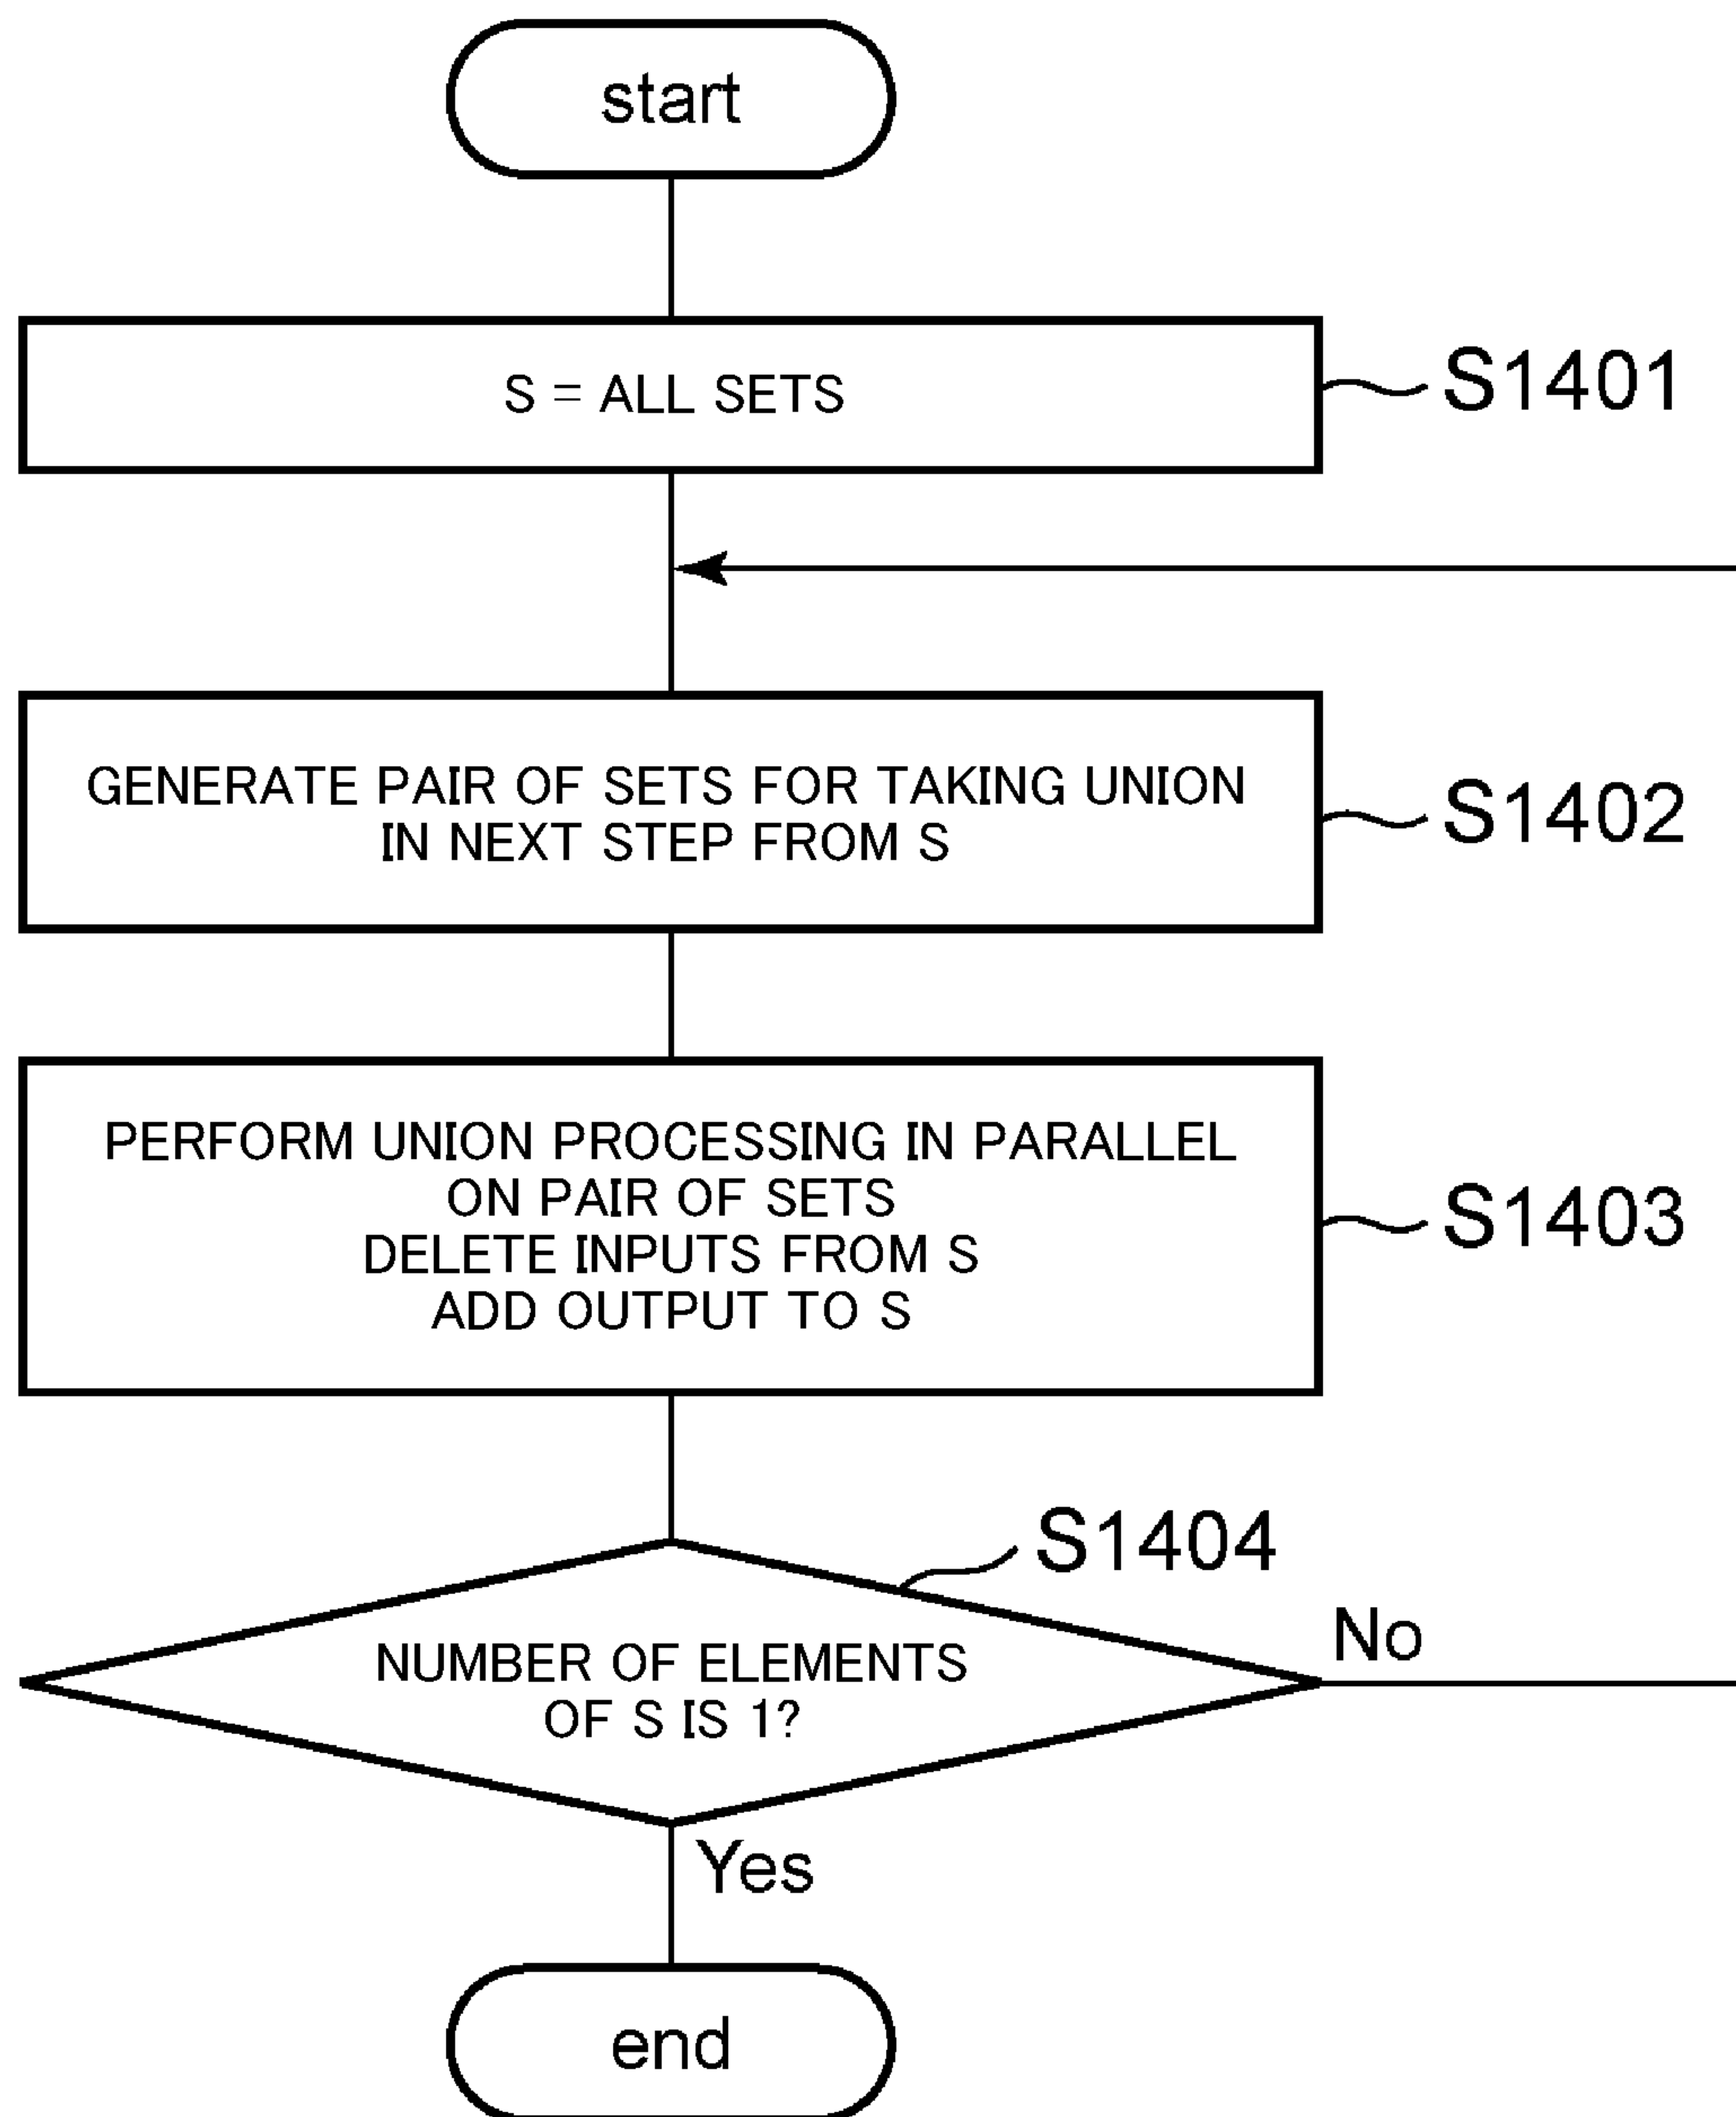 start
S = ALL SETS
S1401
GENERATE PAIR OF SETS FOR TAKING UNION
IN NEXT STEP FROM S
S1402
PERFORM UNION PROCESSING IN PARALLEL
ON PAIR OF SETS
DELETE INPUTS FROM S
ADD OUTPUT TO S
S1403
S1404
NUMBER OF ELEMENTS
OF S IS 1?
No
Yes
end